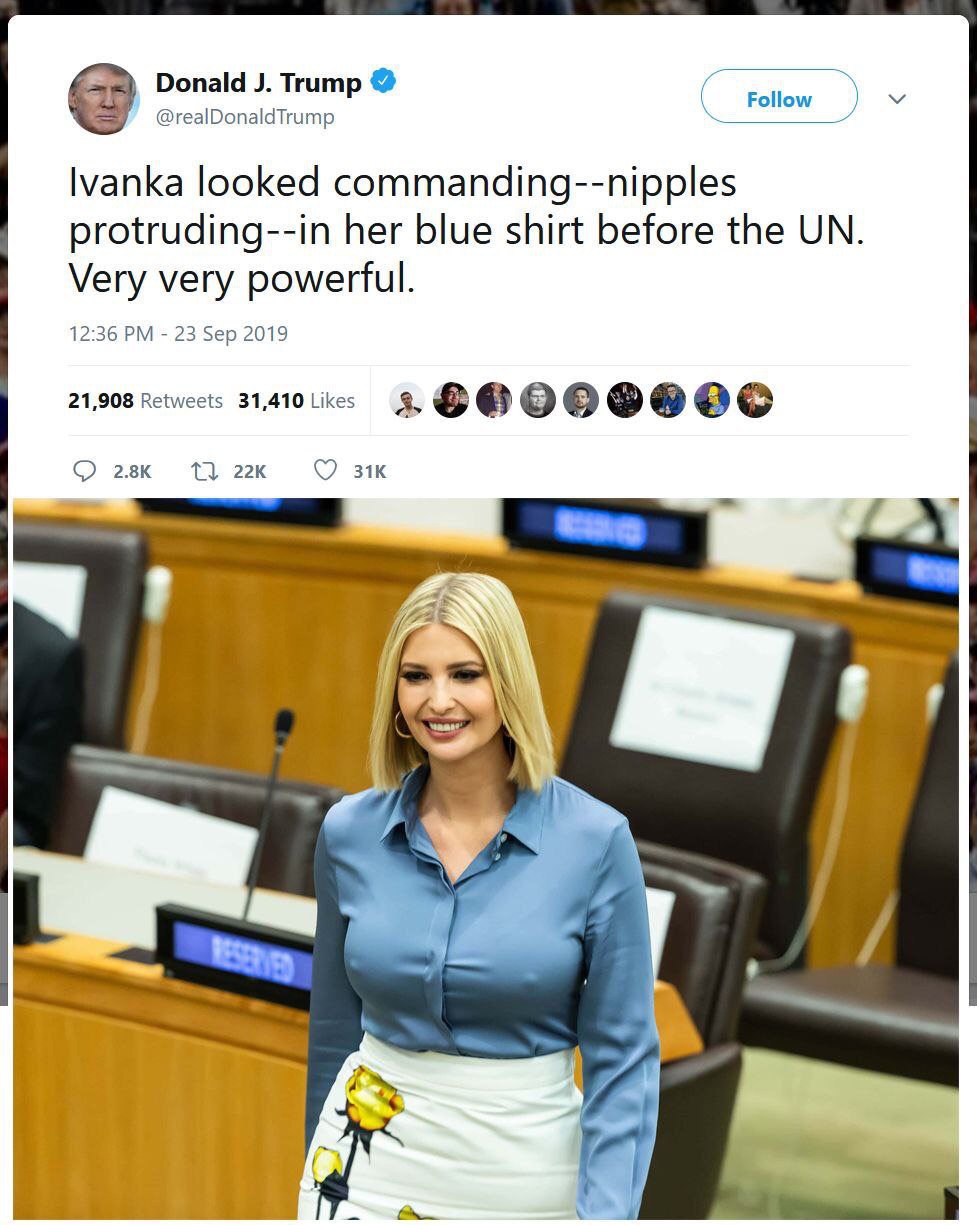 Donald J. Trump
@realDonaldTrump
Follow
Ivanka looked commanding--nipples
protruding--in her blue shirt before the UN.
Very very powerful.
12:36 PM - 23 Sep 2019
21,908 Retweets 31,410 Likes
2.8K 22K 31K
RESERVED
RESERVED